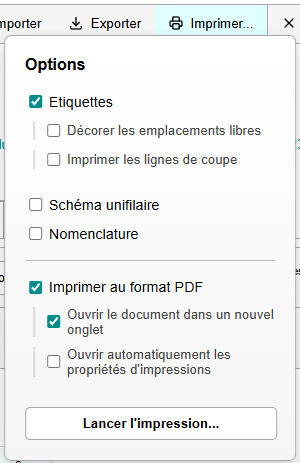 mporter
Exporter
Imprimer...
Options
Etiquettes
Décorer les emplacements libres
Imprimer les lignes de coupe
Schéma unifilaire
Nomenclature
Imprimer au format PDF
Ouvrir le document dans un nouvel
onglet
Ouvrir automatiquement les
propriétés d'impressions
Lancer l'impression...